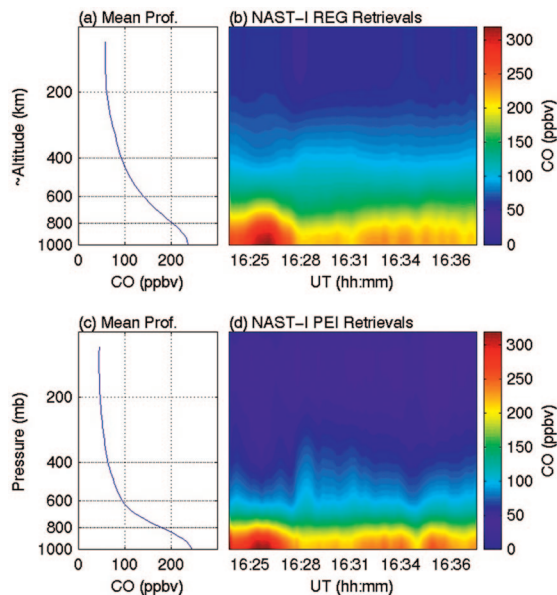 (a) Mean Prof.
(b) NAST-I REG Retrievals
~Altitude (km)
200
400
600
800
1000
0 100 200
CO (ppbv)
16:25 16:28 16:31 16:34 16:36
UT (hh:mm)
300
250
200
150
100
50
0
CO (ppbv)
(c) Mean Prof.
(d) NAST-I PEI Retrievals
Pressure (mb)
200
400
600
800
1000
0 100 200
CO (ppbv)
16:25 16:28 16:31 16:34 16:36
UT (hh:mm)
300
250
200
150
100
50
0
CO (ppbv)